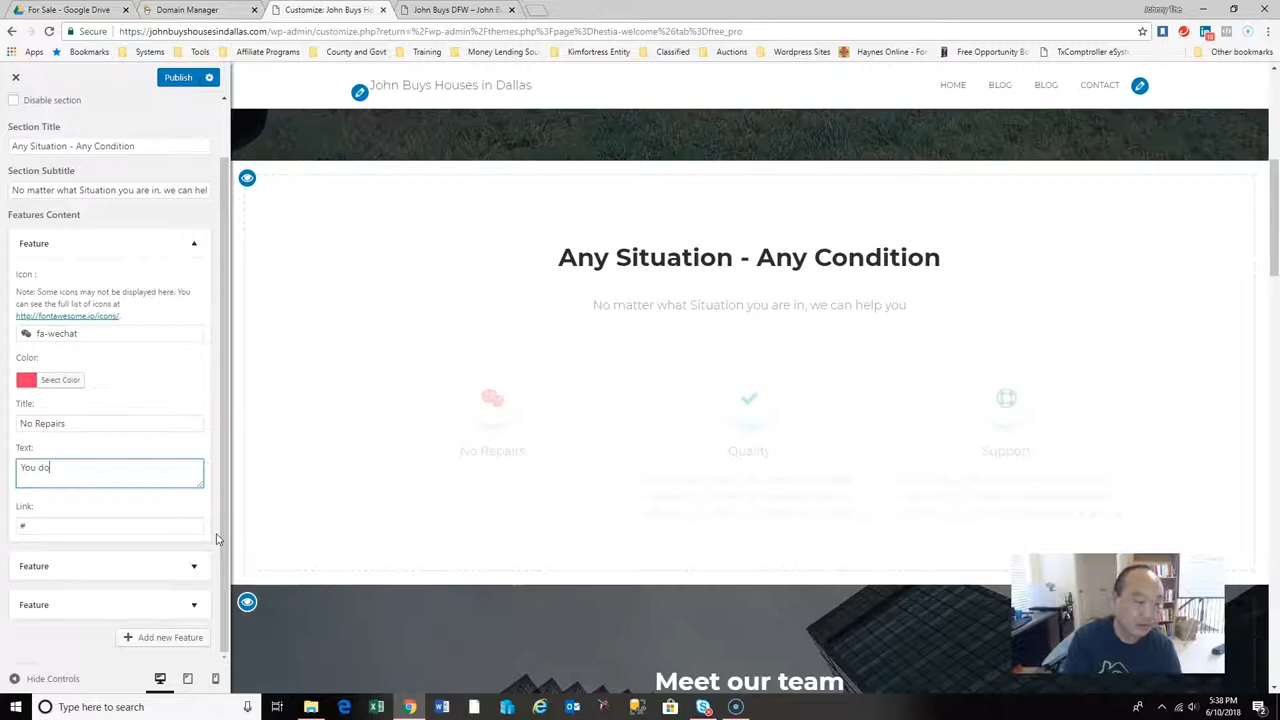 For Sale - Google Drive
Domain Manager
Customize: John Buys Ho
John Buys DFW – John Bu
Johnny The
Secure
https://johnbuyshousesindallas.com/wp-admin/customize.php?return=%2Fwp-admin%2Fthemes.php%3Fpage%3Dhestia-welcome%26tab%3Dfree_pro
Apps
Bookmarks
Systems
Tools
Affiliate Programs
County and Govt
Training
Money Lending Sou
Kimfortress Entity
Classified
Auctions
Wordpress Sites
Haynes Online - For
Free Opportunity Bo
TxComptroller eSyst
Other bookmarks
Publish
John Buys Houses in Dallas
HOME
BLOG
BLOG
CONTACT
Disable section
Section Title
Any Situation - Any Condition
Section Subtitle
No matter what Situation you are in, we can hel
Features Content
Feature
Icon :
Note: Some icons may not be displayed here. You
can see the full list of icons at
http://fontawesome.io/icons/.
fa-wechat
Color:
Select Color
Title:
No Repairs
Text:
You do
Link:
#
Feature
Feature
Add new Feature
Hide Controls
Any Situation - Any Condition
No matter what Situation you are in, we can help you
No Repairs
Quality
Support
Meet our team
Type here to search
5:38 PM
6/10/2018